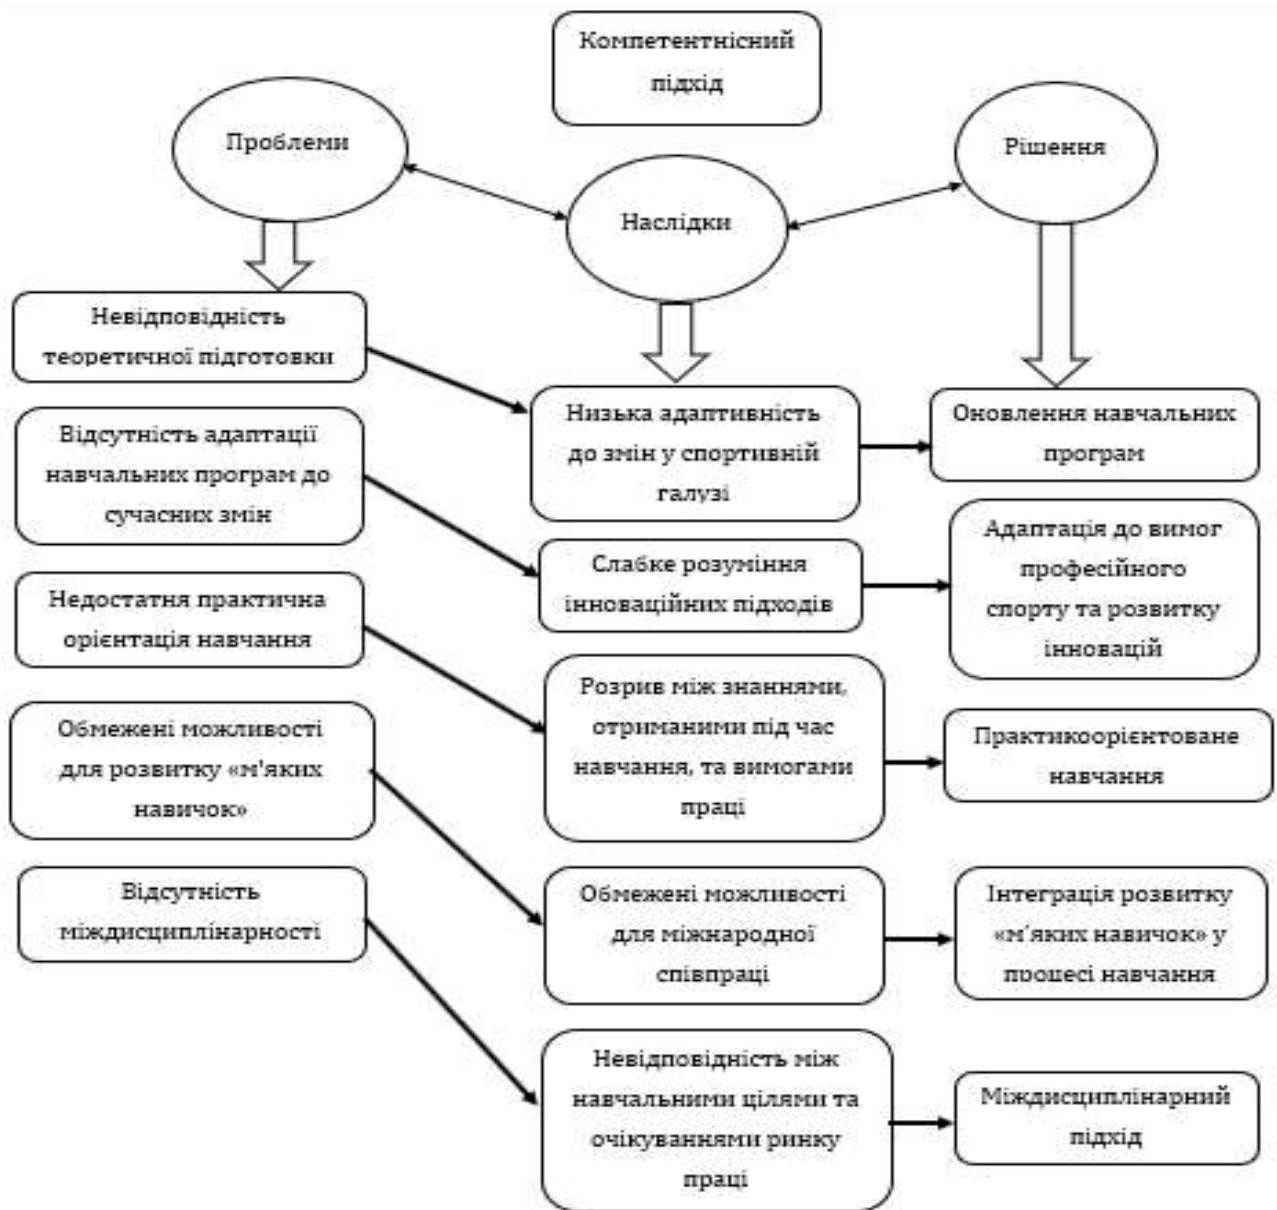 Компетентнісний
підхід
Проблеми
Наслідки
Рішення
Невідповідність
теоретичної підготовки
Відсутність адаптації
навчальних програм до
сучасних змін
Недостатня практична
орієнтація навчання
Обмежені можливості
для розвитку «м'яких
навичок»
Відсутність
міждисциплінарності
Низька адаптивність
до змін у спортивній
галузі
Слабке розуміння
інноваційних підходів
Розрив між знаннями,
отриманими під час
навчання, та вимогами
праці
Обмежені можливості
для міжнародної
співпраці
Невідповідність між
навчальними цілями та
очікуваннями ринку
праці
Оновлення навчальних
програм
Адаптація до вимог
професійного
спорту та розвитку
інновацій
Практикоорієнтоване
навчання
Інтеграція розвитку
«м'яких навичок» у
процесі навчання
Міждисциплінарний
підхід